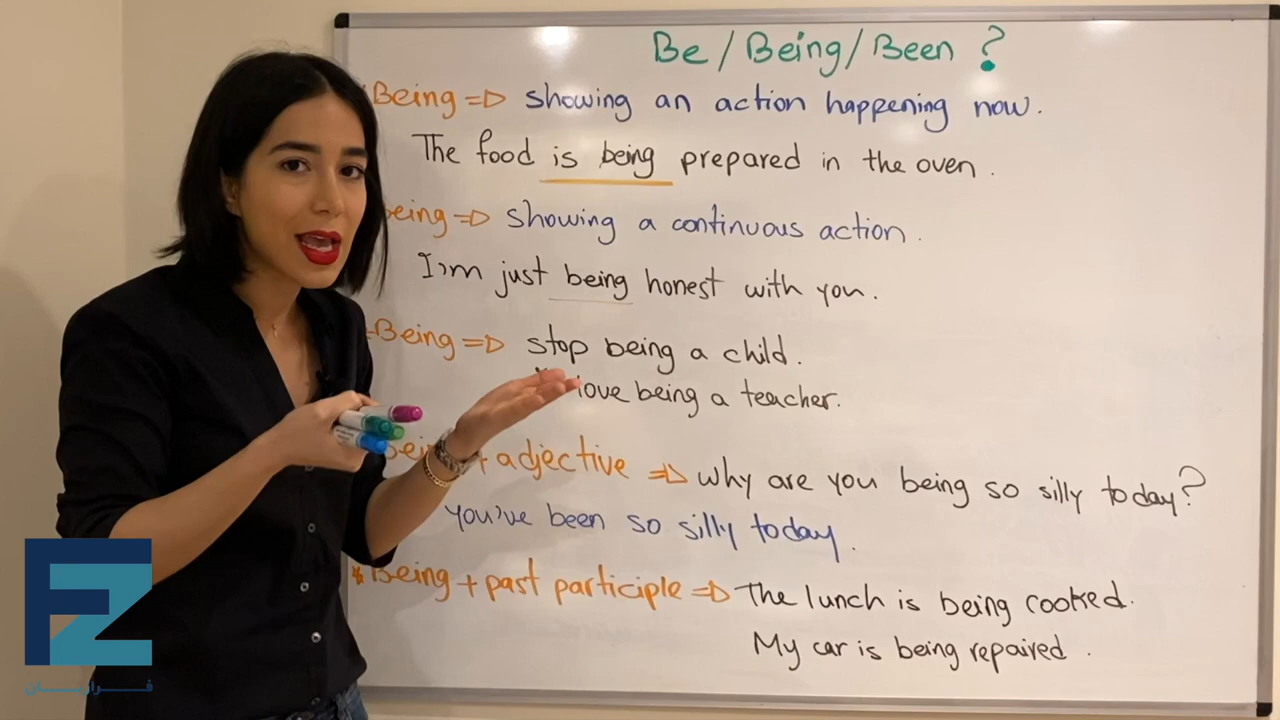 Be / Being / Been ?
Being => showing an action happening now.
The food is being prepared in the oven.
being => showing a continuous action.
I'm just being honest with you.
Being => stop being a child.
love being a teacher.
+ adjective => why are you being so silly today?
You've been so silly today.
* Being + past participle => The lunch is being cooked.
My car is being repaired.
FZ
فرازبان